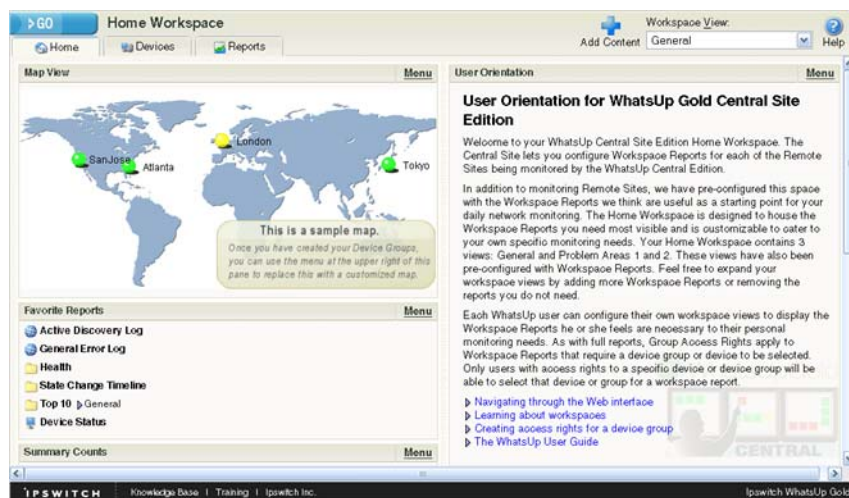 >GO
Home Workspace
Add Content
Workspace View:
General
Help
Home
Devices
Reports
Map View
Menu
SanJose
Atlanta
London
Tokyo
This is a sample map.
Once you have created your Device Groups,
you can use the menu at the upper right of this
pane to replace this with a customized map.
Favorite Reports
Menu
Active Discovery Log
General Error Log
Health
State Change Timeline
Top 10 General
Device Status
Summary Counts
Menu
User Orientation
Menu
User Orientation for WhatsUp Gold Central Site
Edition
Welcome to your WhatsUp Central Site Edition Home Workspace. The
Central Site lets you configure Workspace Reports for each of the Remote
Sites being monitored by the WhatsUp Central Edition.
In addition to monitoring Remote Sites, we have pre-configured this space
with the Workspace Reports we think are useful as a starting point for your
daily network monitoring. The Home Workspace is designed to house the
Workspace Reports you need most visible and is customizable to cater to
your own specific monitoring needs. Your Home Workspace contains 3
views: General and Problem Areas 1 and 2. These views have also been
pre-configured with Workspace Reports. Feel free to expand your
workspace views by adding more Workspace Reports or removing the
reports you do not need.
Each WhatsUp user can configure their own workspace views to display the
Workspace Reports he or she feels are necessary to their personal
monitoring needs. As with full reports, Group Access Rights apply to
Workspace Reports that require a device group or device to be selected.
Only users with access rights to a specific device or device group will be
able to select that device or group for a workspace report.
Navigating through the Web interface
Learning about workspaces
Creating access rights for a device group
The WhatsUp User Guide
CENTRAL
IPSWITCH
Knowledge Base | Training | Ipswitch Inc.
Ipswitch WhatsUp Gold